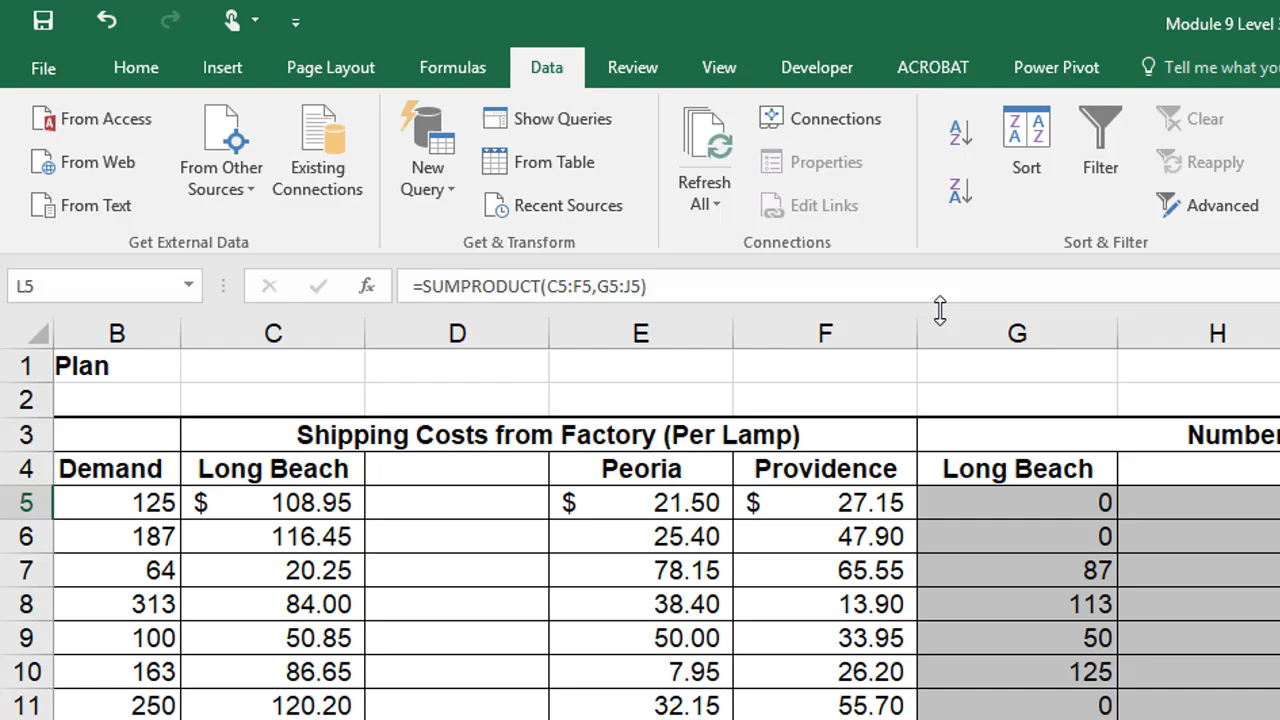 Module 9 Level
File Home Insert Page Layout Formulas Data Review View Developer ACROBAT Power Pivot Tell me what you
From Access
From Web
From Text
From Other
Sources
Existing
Connections
Get External Data
New
Query
Show Queries
From Table
Recent Sources
Get & Transform
Refresh
All
Connections
Properties
Edit Links
Connections
A
Z
Z
A
Z A
A Z
Sort
Filter
Clear
Reapply
Advanced
Sort & Filter
L5 fx =SUMPRODUCT(C5:F5,G5:J5)
B C D E F G H
1 Plan
2
3 Shipping Costs from Factory (Per Lamp) Number
4 Demand Long Beach Peoria Providence Long Beach
5 125 $ 108.95 $ 21.50 $ 27.15 0
6 187 116.45 25.40 47.90 0
7 64 20.25 78.15 65.55 87
8 313 84.00 38.40 13.90 113
9 100 50.85 50.00 33.95 50
10 163 86.65 7.95 26.20 125
11 250 120.20 32.15 55.70 0